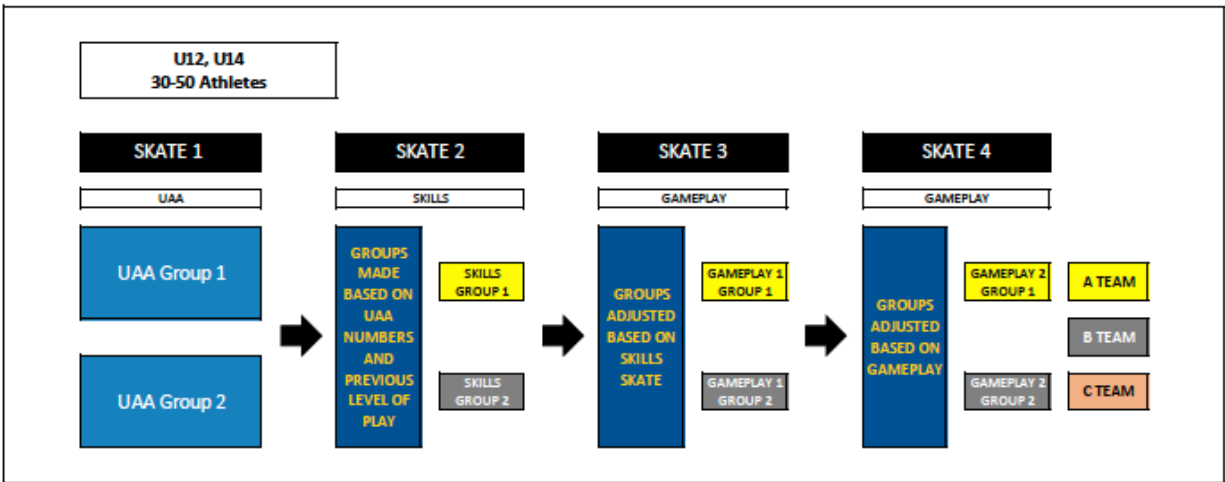 U12, U14
30-50 Athletes
SKATE 1
UAA
UAA Group 1
UAA Group 2
SKATE 2
SKILLS
GROUPS
MADE
BASED ON
UAA
NUMBERS
AND
PREVIOUS
LEVEL OF
PLAY
SKILLS
GROUP 1
SKILLS
GROUP 2
SKATE 3
GAMEPLAY
GROUPS
ADJUSTED
BASED ON
SKILLS
SKATE
GAMEPLAY 1
GROUP 1
GAMEPLAY 1
GROUP 2
SKATE 4
GAMEPLAY
GROUPS
ADJUSTED
BASED ON
GAMEPLAY
GAMEPLAY 2
GROUP 1
GAMEPLAY 2
GROUP 2
A TEAM
B TEAM
C TEAM